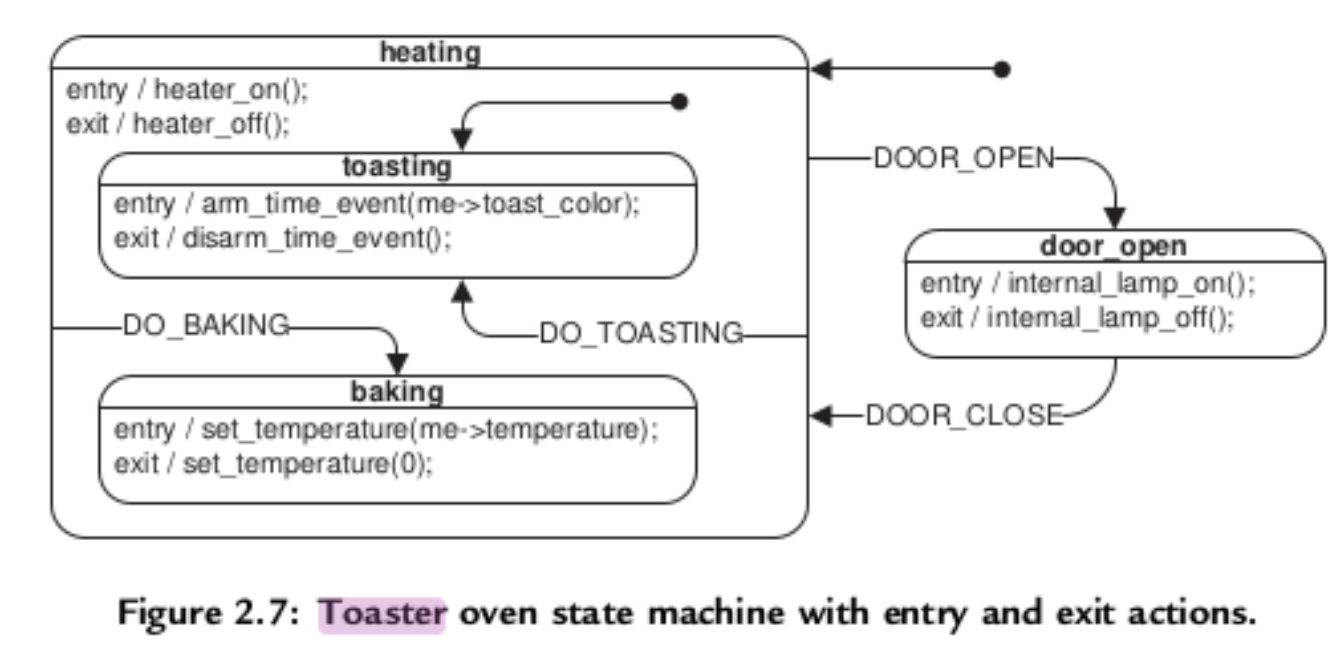 heating
entry / heater_on();
exit / heater_off();
toasting
entry / arm_time_event(me->toast_color);
exit / disarm_time_event();
DOOR_OPEN
door_open
entry / internal_lamp_on();
exit / internal_lamp_off();
DO_BAKING
DO_TOASTING
baking
entry / set_temperature(me->temperature);
exit / set_temperature(0);
DOOR_CLOSE
Figure 2.7: Toaster oven state machine with entry and exit actions.